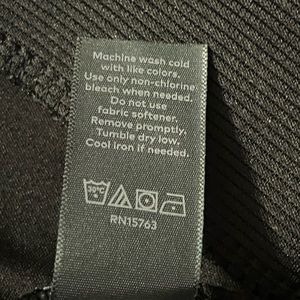 Machine wash cold
with like colors.
Use only non-chlorine
bleach when needed.
Do not use
fabric softener.
Remove promptly.
Tumble dry low.
Cool iron if needed.
30°C
RN15763